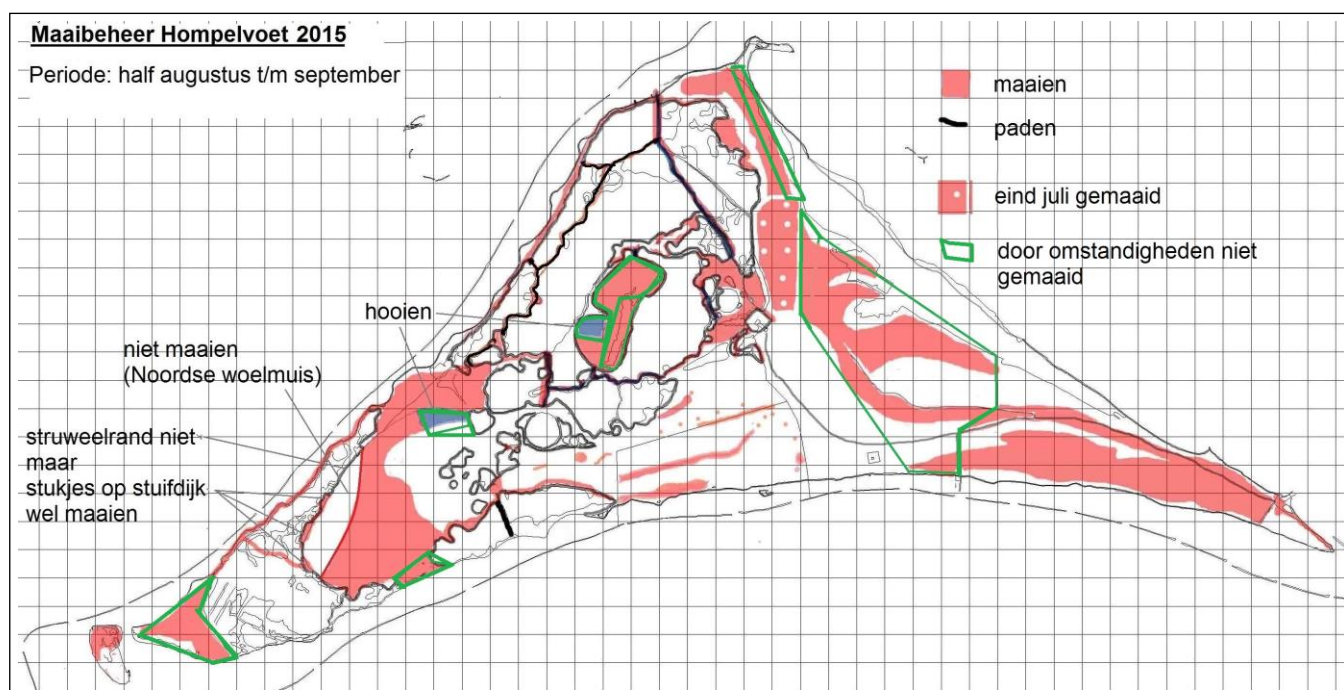 Maaibeheer Hompelvoet 2015
Periode: half augustus t/m september
maaien
paden
eind juli gemaaid
door omstandigheden niet
gemaaid
hooien
niet maaien
(Noordse woelmuis)
struweelrand niet
maar
stukjes op stuifdijk
wel maaien